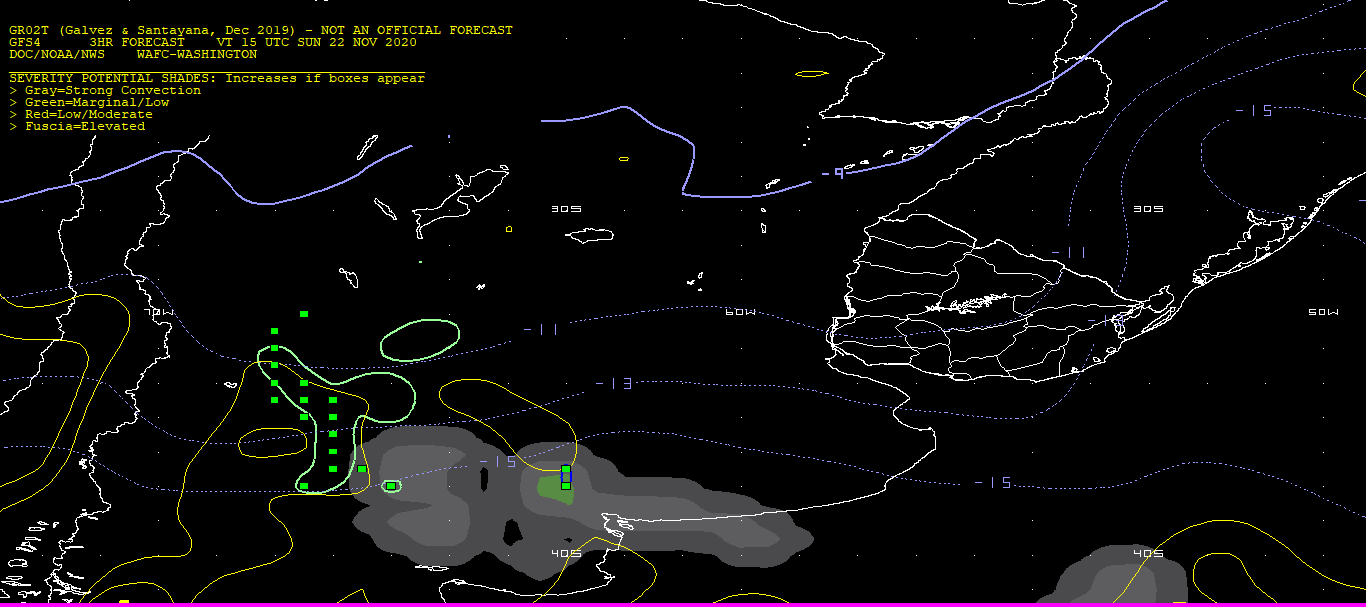 GR02T (Galvez & Santayana, Dec 2019) - NOT AN OFFICIAL FORECAST
GFS4 3HR FORECAST VT 15 UTC SUN 22 NOV 2020
DOC/NOAA/NWS WAFC-WASHINGTON
SEVERITY POTENTIAL SHADES: Increases if boxes appear
> Gray=Strong Convection
> Green=Marginal/Low
> Red=Low/Moderate
> Fuscia=Elevated
-15
-9
30S
30S
-11
70W
60W
50W
-11
-13
-15
-15
40S
40S